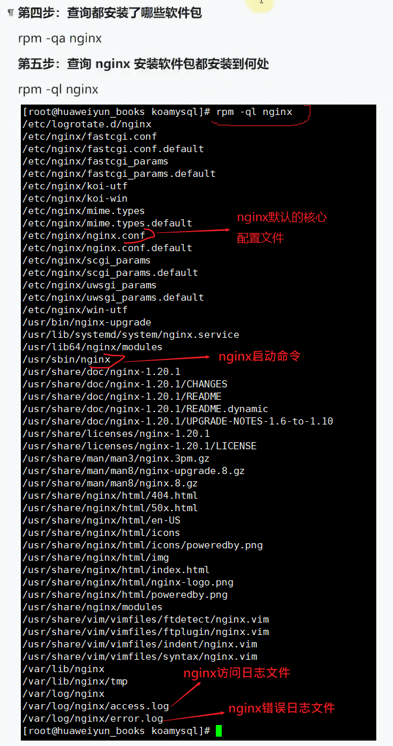 ¶ 第四步：查询都安装了哪些软件包
rpm -qa nginx
第五步：查询 nginx 安装软件包都安装到何处
rpm -ql nginx
[root@huaweiyun_books koamysql]# rpm -ql nginx
/etc/logrotate.d/nginx
/etc/nginx/fastcgi.conf
/etc/nginx/fastcgi.conf.default
/etc/nginx/fastcgi_params
/etc/nginx/fastcgi_params.default
/etc/nginx/koi-utf
/etc/nginx/koi-win
/etc/nginx/mime.types
/etc/nginx/mime.types.default
/etc/nginx/nginx.conf
nginx默认的核心
配置文件
/etc/nginx/nginx.conf.default
/etc/nginx/scgi_params
/etc/nginx/scgi_params.default
/etc/nginx/uwsgi_params
/etc/nginx/uwsgi_params.default
/etc/nginx/win-utf
/usr/bin/nginx-upgrade
/usr/lib/systemd/system/nginx.service
/usr/lib64/nginx/modules
/usr/sbin/nginx
nginx启动命令
/usr/share/doc/nginx-1.20.1
/usr/share/doc/nginx-1.20.1/CHANGES
/usr/share/doc/nginx-1.20.1/README
/usr/share/doc/nginx-1.20.1/README.dynamic
/usr/share/doc/nginx-1.20.1/UPGRADE-NOTES-1.6-to-1.10
/usr/share/licenses/nginx-1.20.1
/usr/share/licenses/nginx-1.20.1/LICENSE
/usr/share/man/man3/nginx.3pm.gz
/usr/share/man/man8/nginx-upgrade.8.gz
/usr/share/man/man8/nginx.8.gz
/usr/share/nginx/html/404.html
/usr/share/nginx/html/50x.html
/usr/share/nginx/html/en-US
/usr/share/nginx/html/icons
/usr/share/nginx/html/icons/poweredby.png
/usr/share/nginx/html/img
/usr/share/nginx/html/index.html
/usr/share/nginx/html/nginx-logo.png
/usr/share/nginx/html/poweredby.png
/usr/share/nginx/modules
/usr/share/vim/vimfiles/ftdetect/nginx.vim
/usr/share/vim/vimfiles/ftplugin/nginx.vim
/usr/share/vim/vimfiles/indent/nginx.vim
/usr/share/vim/vimfiles/syntax/nginx.vim
/var/lib/nginx
/var/lib/nginx/tmp
/var/log/nginx
nginx访问日志文件
/var/log/nginx/access.log
/var/log/nginx/error.log
nginx错误日志文件
[root@huaweiyun_books koamysql]#